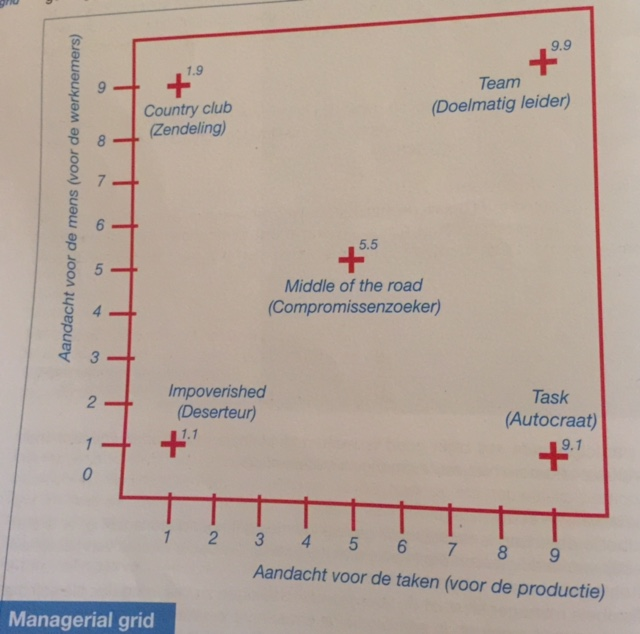 Aandacht voor de mens (voor de werknemers)
9
8
7
6
5
4
3
2
1
0
1.9
Country club
(Zendeling)
9.9
Team
(Doelmatig leider)
5.5
Middle of the road
(Compromissenzoeker)
Impoverished
(Deserteur)
1.1
Task
(Autocraat)
9.1
1 2 3 4 5 6 7 8 9
Aandacht voor de taken (voor de productie)
Managerial grid